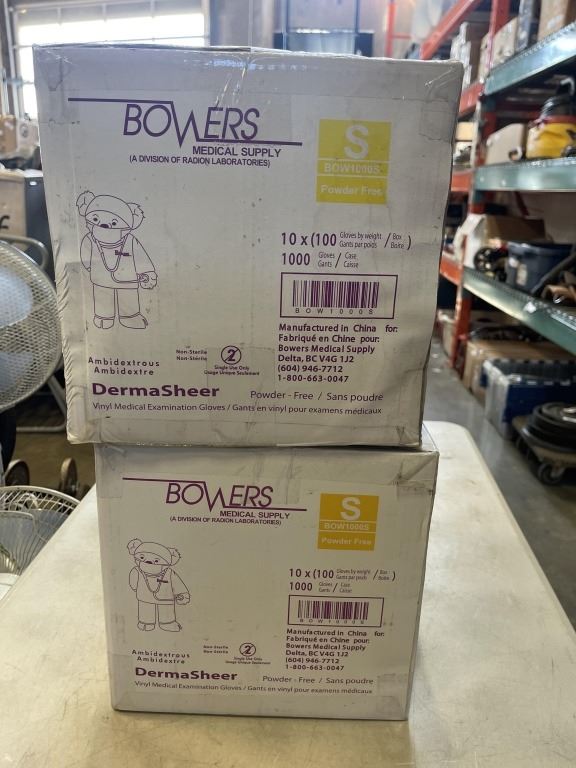 BOWERS
MEDICAL SUPPLY
(A DIVISION OF RADION LABORATORIES)
S
BOW1000S
Powder Free
10 x (100 Gloves by weight / Box
Gants par poids / Boite )
1000 Gloves / Case
Gants / Caisse
BOW1000S
Manufactured in China for:
Fabriqué en Chine pour:
Bowers Medical Supply
Delta, BC V4G 1J2
(604) 946-7712
1-800-663-0047
Ambidextrous
Ambidextre
Non-Sterile
Non-Stérile
2
Single Use Only
Usage Unique Seulement
DermaSheer
Powder - Free / Sans poudre
Vinyl Medical Examination Gloves / Gants en vinyl pour examens médicaux
BOWERS
MEDICAL SUPPLY
(A DIVISION OF RADION LABORATORIES)
S
BOW1000S
Powder Free
10 x (100 Gloves by weight / Box
Gants par poids / Boite )
1000 Gloves / Case
Gants / Caisse
BOW1000S
Manufactured in China for:
Fabriqué en Chine pour:
Bowers Medical Supply
Delta, BC V4G 1J2
(604) 946-7712
1-800-663-0047
Ambidextrous
Ambidextre
Non-Sterile
Non-Stérile
2
Single Use Only
Usage Unique Seulement
DermaSheer
Powder - Free / Sans poudre
Vinyl Medical Examination Gloves / Gants en vinyl pour examens médicaux